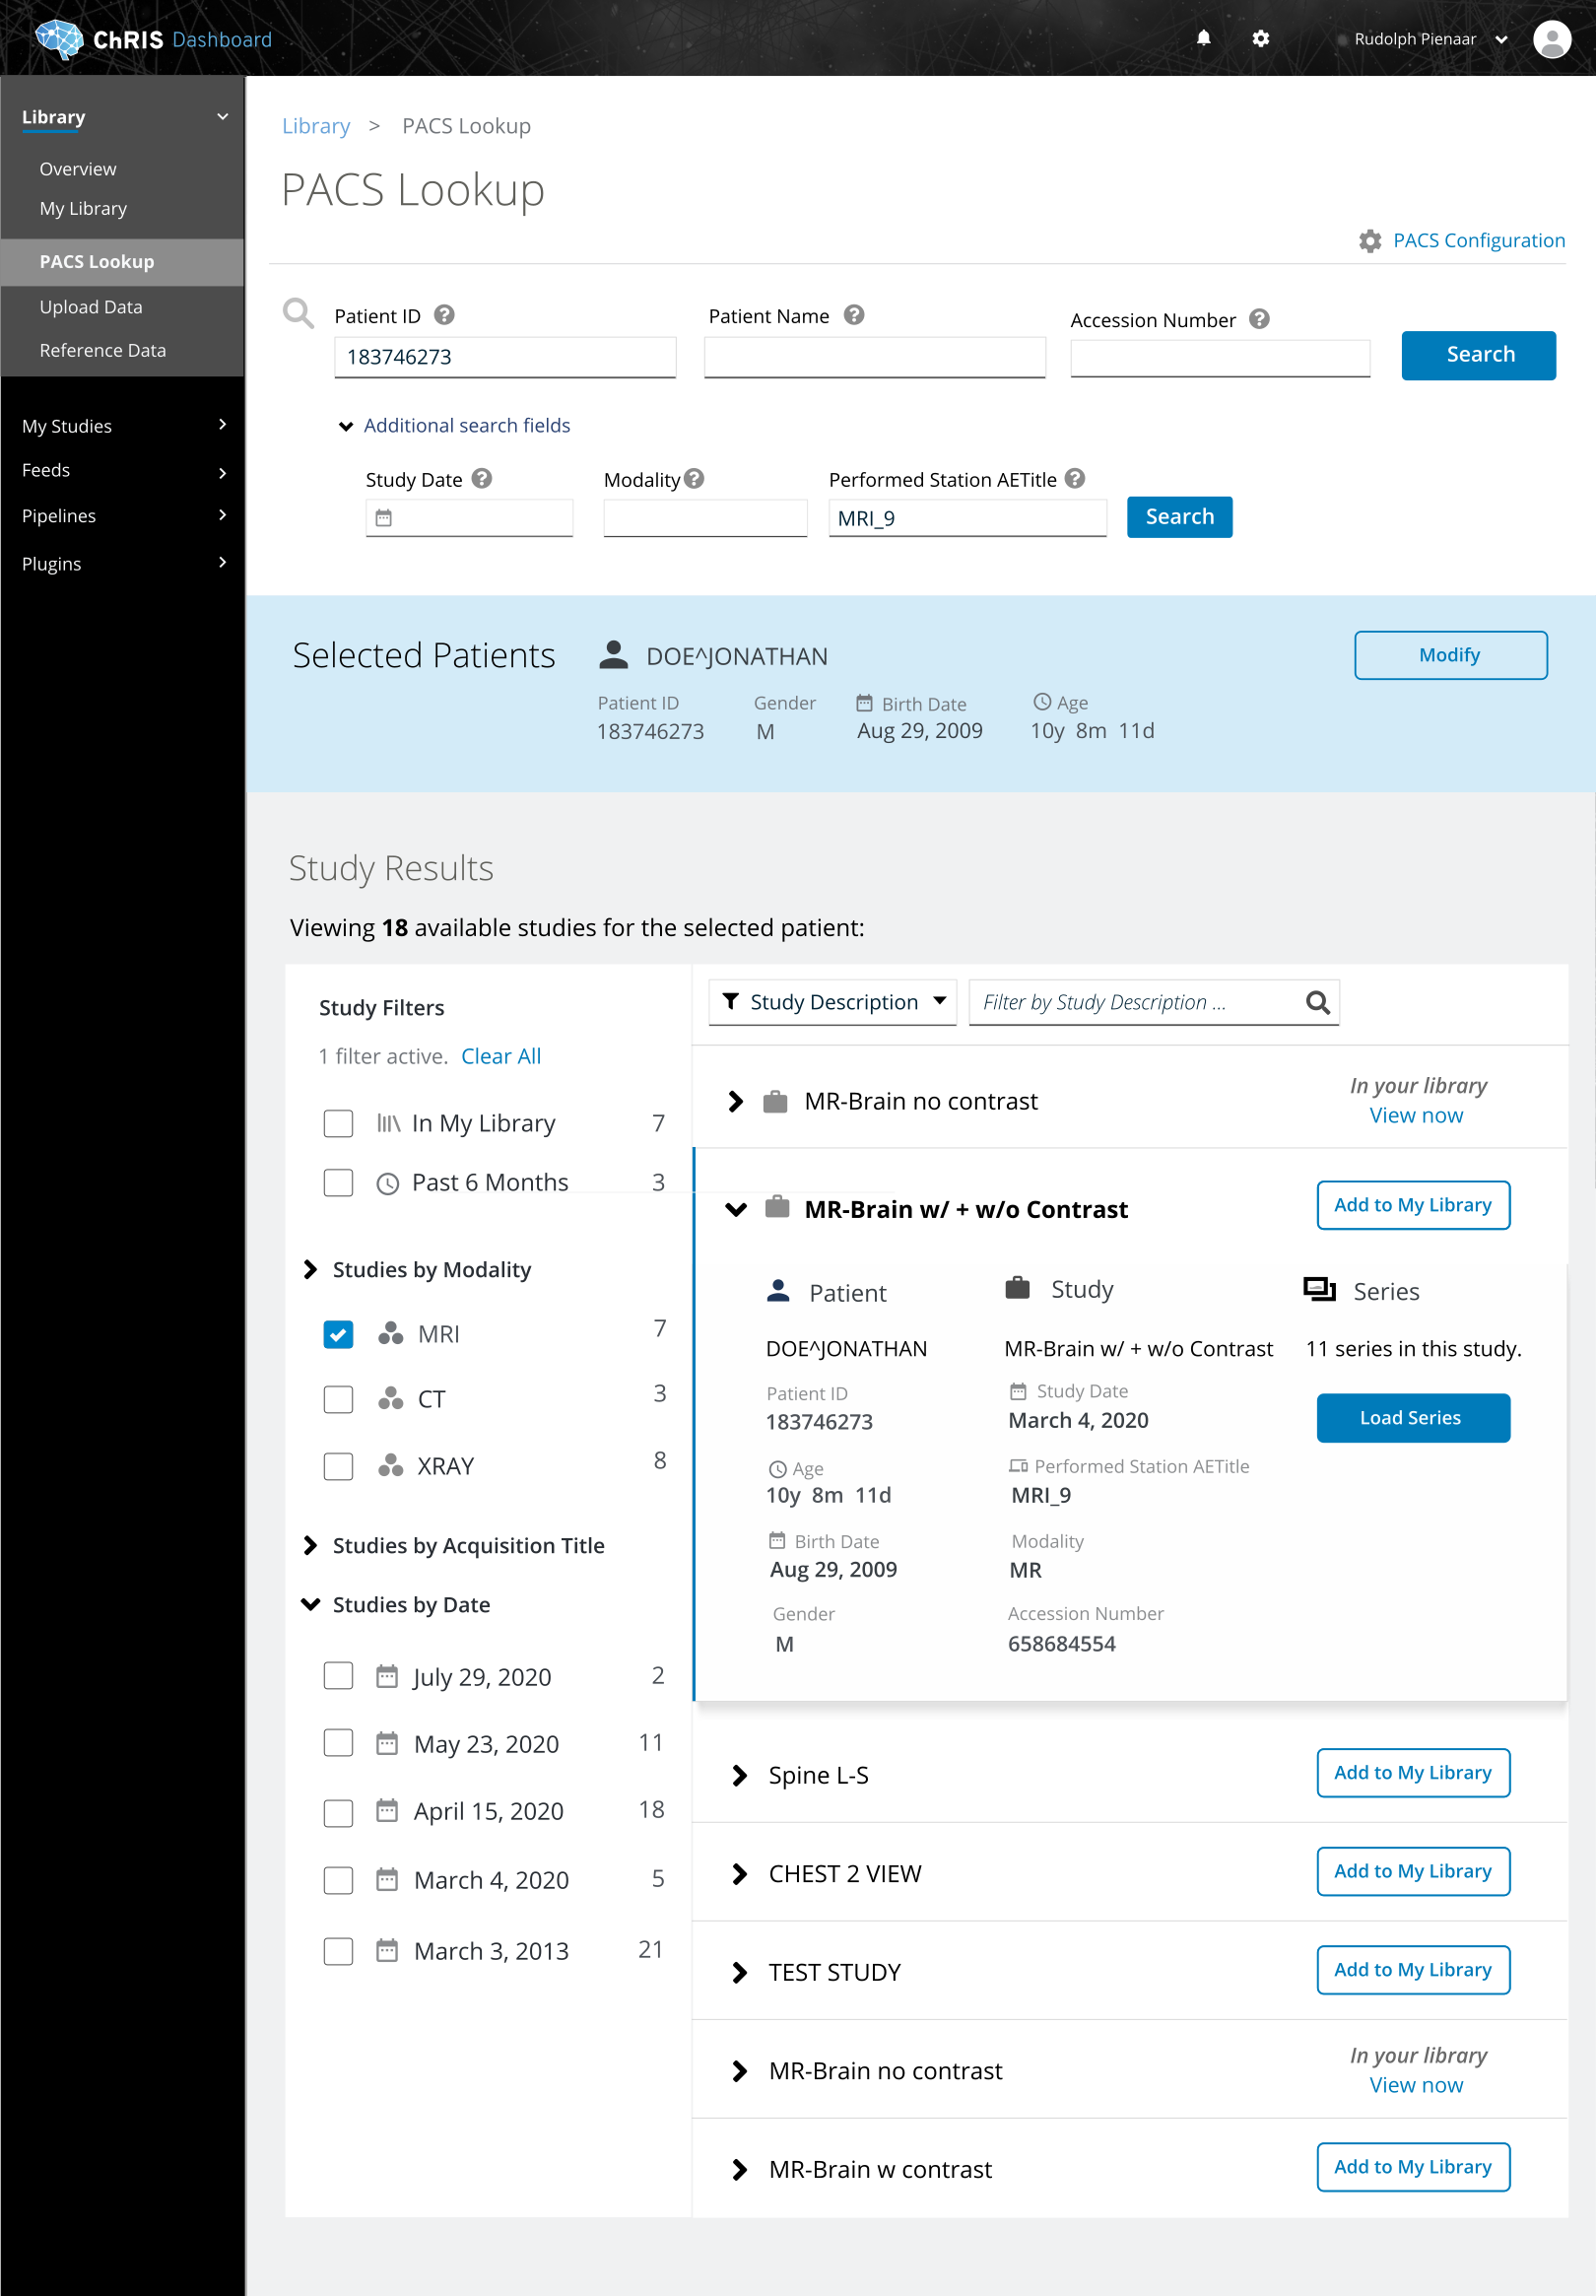 ChRIS Dashboard
Rudolph Pienaar
Library
Overview
My Library
PACS Lookup
Upload Data
Reference Data
My Studies
Feeds
Pipelines
Plugins
Library > PACS Lookup
PACS Lookup
PACS Configuration
Patient ID ? Patient Name ? Accession Number ?
183746273
Search
Additional search fields
Study Date ? Modality ? Performed Station AETitle ?
MRI_9 Search
Selected Patients DOE^JONATHAN Modify
Patient ID Gender Birth Date Age
183746273 M Aug 29, 2009 10y 8m 11d
Study Results
Viewing 18 available studies for the selected patient:
Study Filters
1 filter active. Clear All
In My Library 7
Past 6 Months 3
Studies by Modality
MRI 7
CT 3
XRAY 8
Studies by Acquisition Title
Studies by Date
July 29, 2020 2
May 23, 2020 11
April 15, 2020 18
March 4, 2020 5
March 3, 2013 21
Study Description Filter by Study Description ...
MR-Brain no contrast
In your library
View now
MR-Brain w/ + w/o Contrast Add to My Library
Patient
DOE^JONATHAN
Patient ID
183746273
Age
10y 8m 11d
Birth Date
Aug 29, 2009
Gender
M
Study
MR-Brain w/ + w/o Contrast
Study Date
March 4, 2020
Performed Station AETitle
MRI_9
Modality
MR
Accession Number
658684554
Series
11 series in this study.
Load Series
Spine L-S Add to My Library
CHEST 2 VIEW Add to My Library
TEST STUDY Add to My Library
MR-Brain no contrast
In your library
View now
MR-Brain w contrast Add to My Library